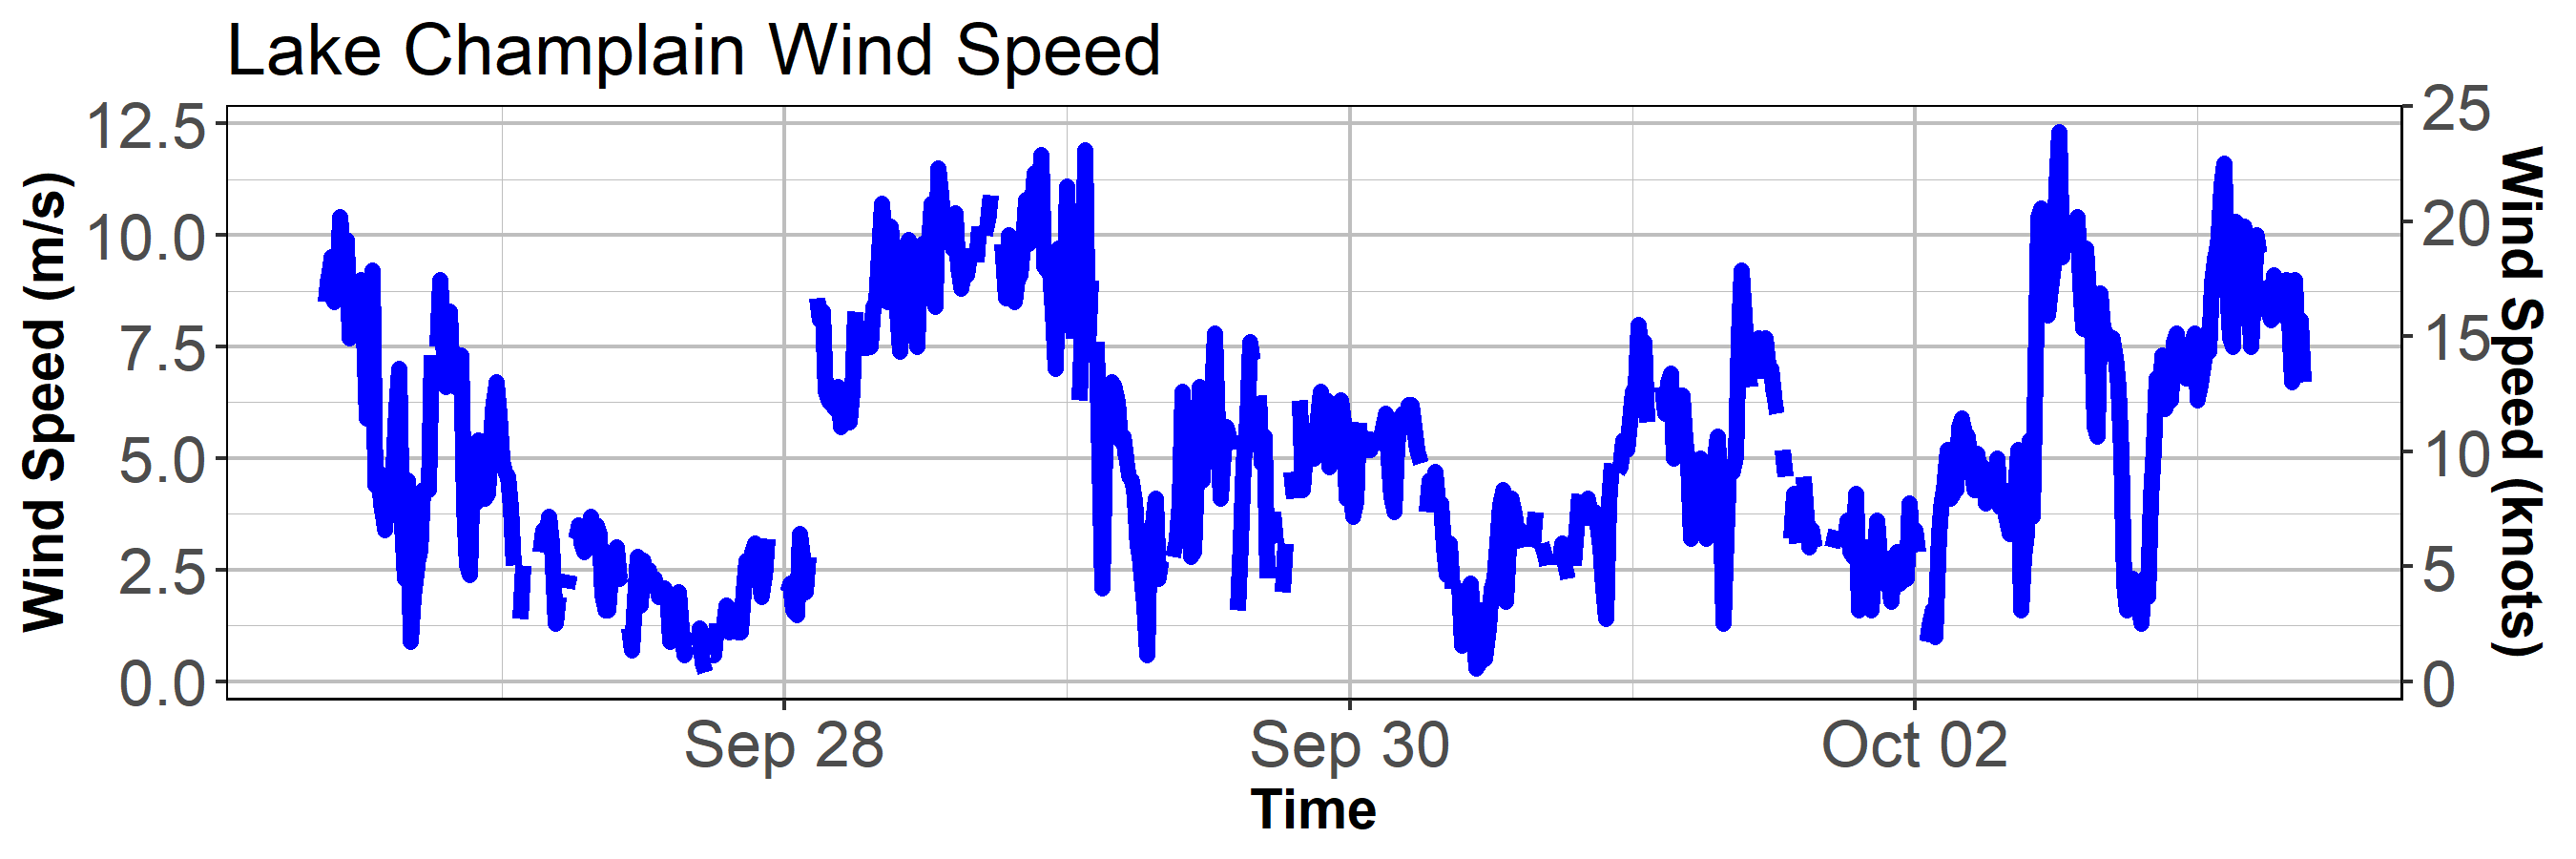 Lake Champlain Wind Speed
Wind Speed (m/s)
12.5
10.0
7.5
5.0
2.5
0.0
25
20
15
10
5
0
Wind Speed (knots)
Sep 28
Sep 30
Oct 02
Time